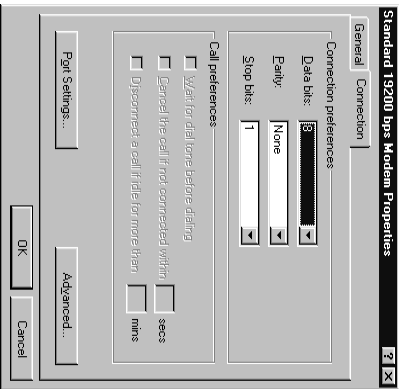 Standard 19200 bps Modem Properties
General Connection
Connection preferences
Data bits: 8
Parity: None
Stop bits: 1
Call preferences
Wait for dial tone before dialing
Cancel the call if not connected within secs
Disconnect a call if idle for more than mins
Port Settings... Advanced...
OK Cancel